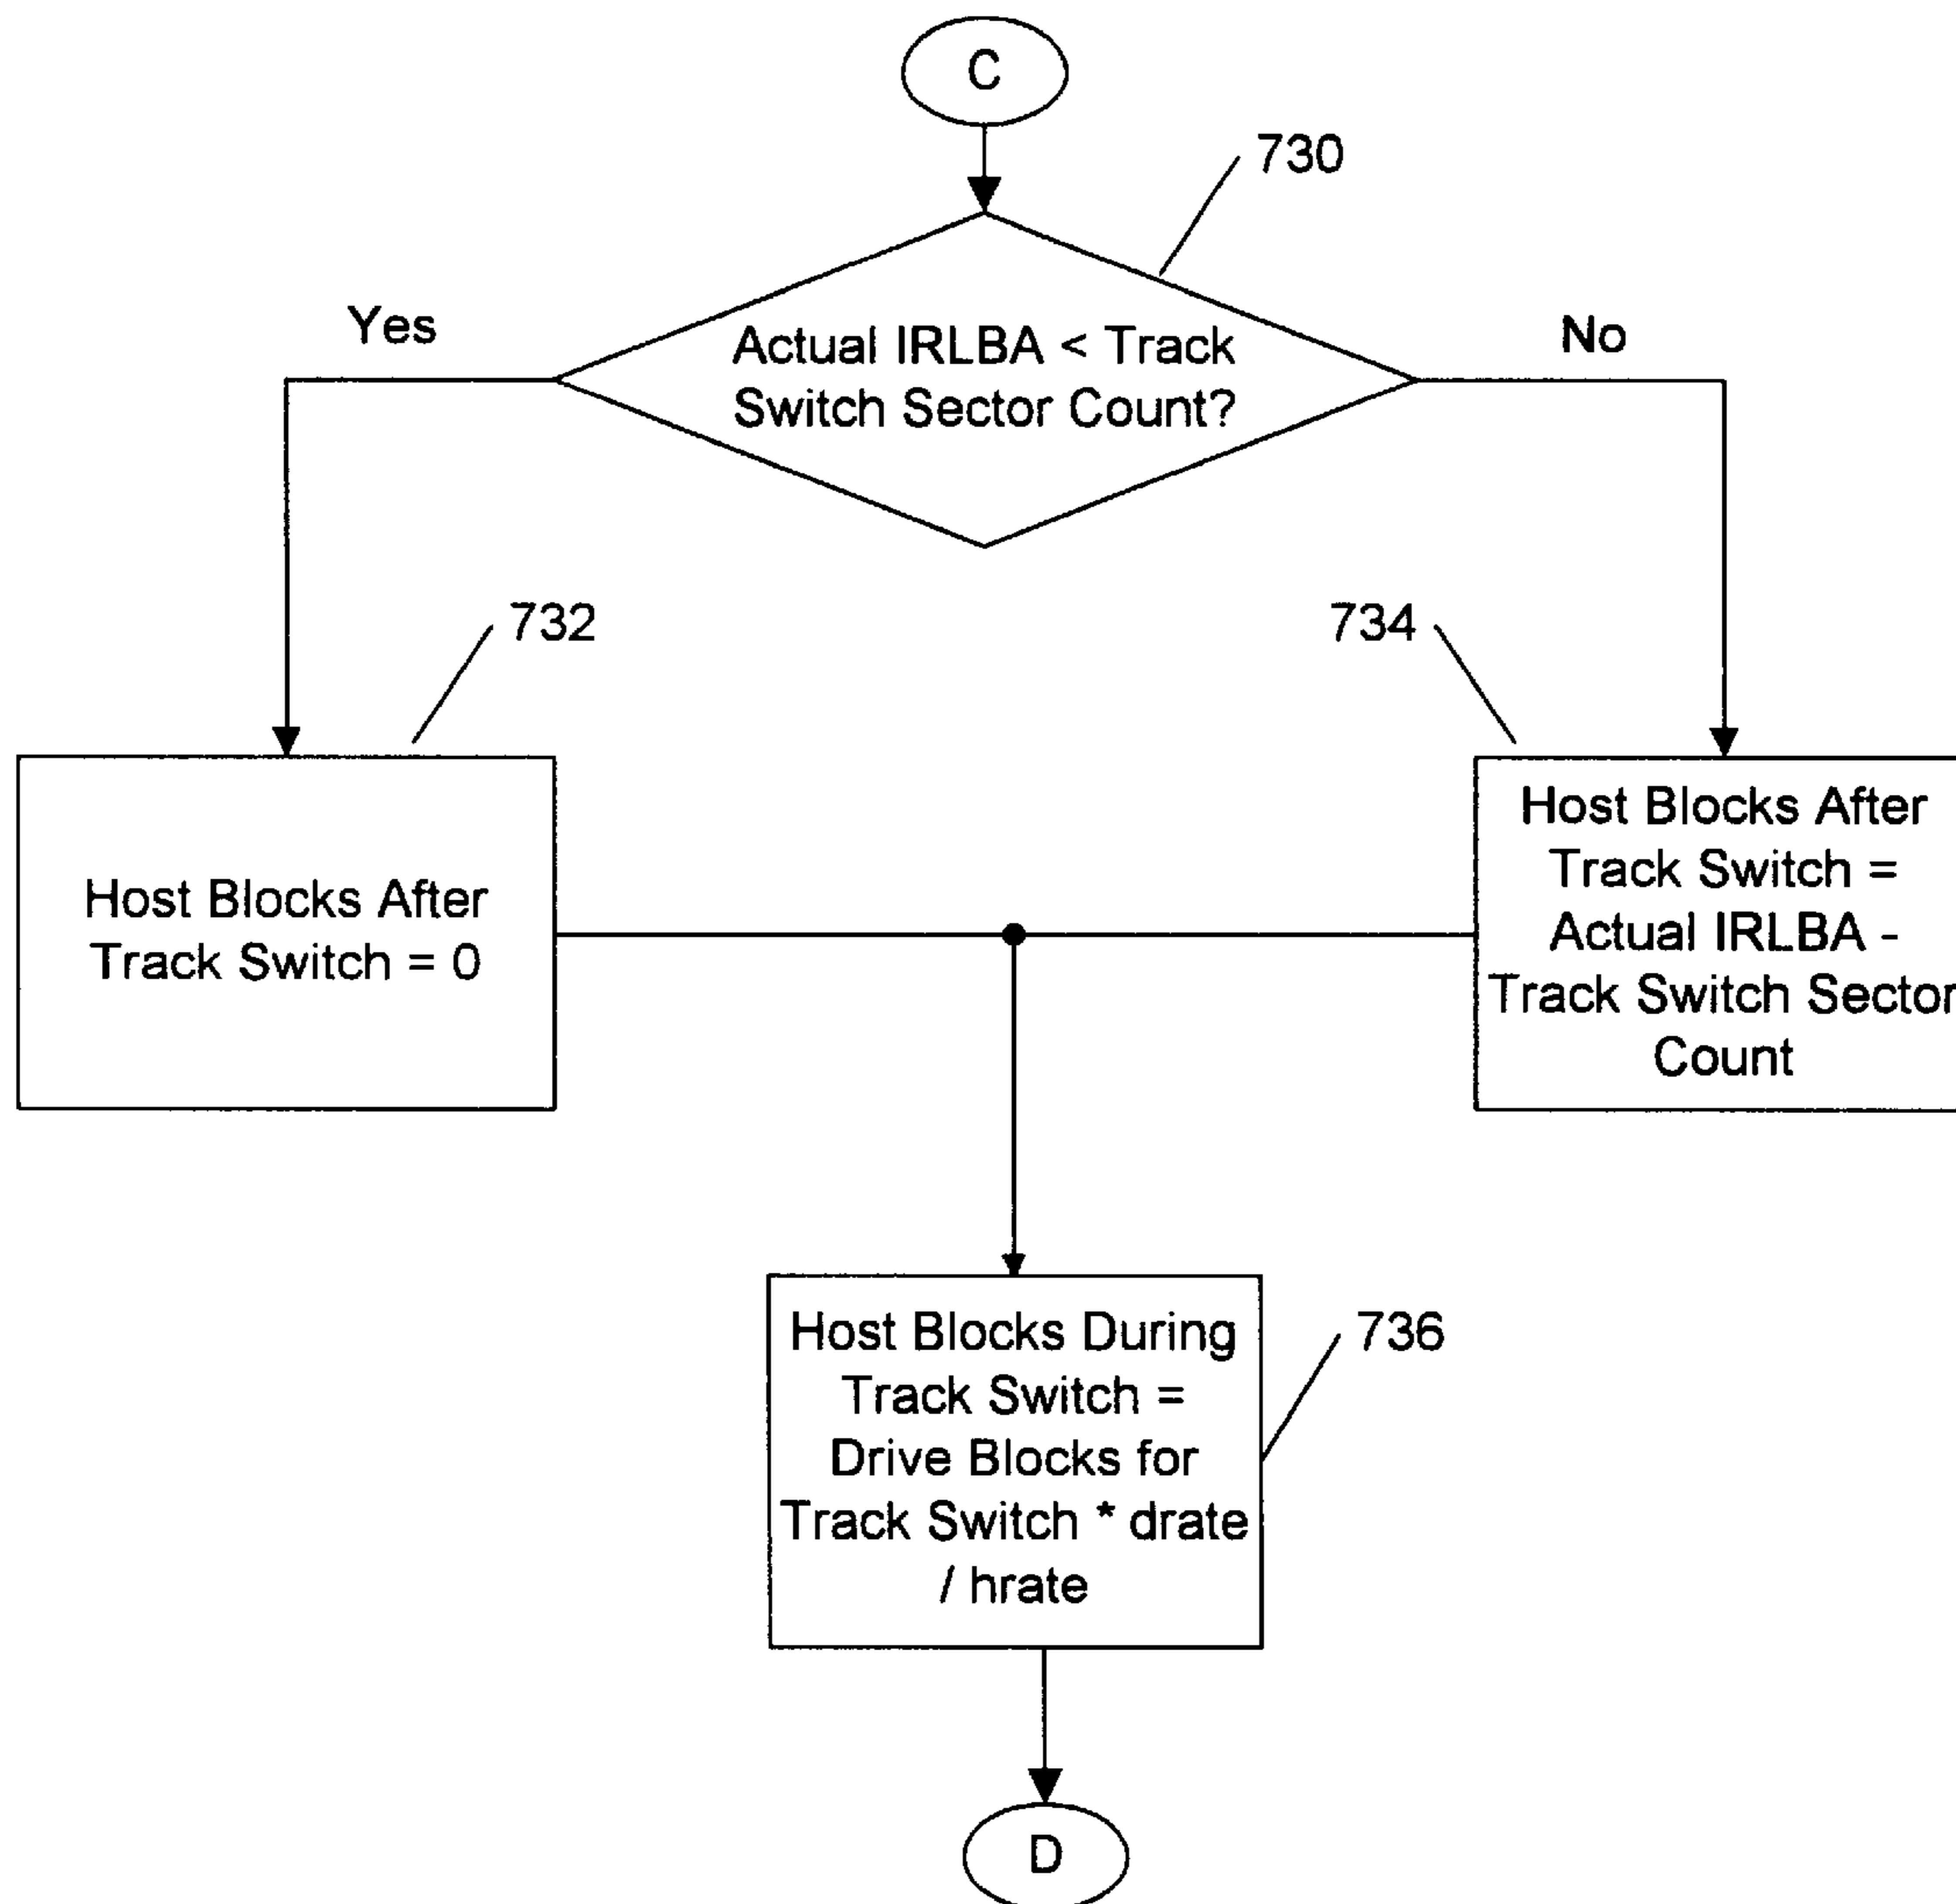 C
730
Yes
No
Actual IRLBA < Track
Switch Sector Count?
732
734
Host Blocks After
Track Switch = 0
Host Blocks After
Track Switch =
Actual IRLBA -
Track Switch Sector
Count
Host Blocks During
Track Switch =
Drive Blocks for
Track Switch * drate
/ hrate
736
D